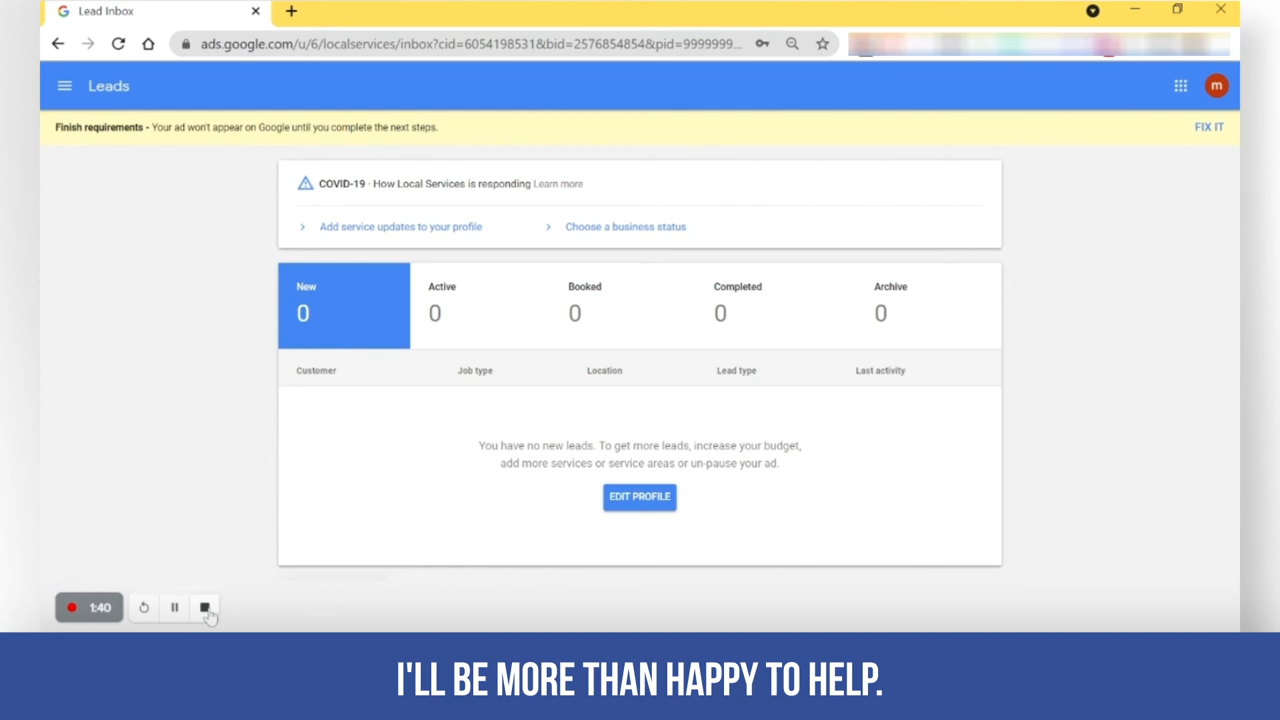 Lead Inbox
ads.google.com/u/6/localservices/inbox?cid=6054198531&bid=2576854854&pid=9999999...
Leads
m
Finish requirements - Your ad won't appear on Google until you complete the next steps.
FIX IT
COVID-19 · How Local Services is responding Learn more
Add service updates to your profile
Choose a business status
New Active Booked Completed Archive
0 0 0 0 0
Customer Job type Location Lead type Last activity
You have no new leads. To get more leads, increase your budget,
add more services or service areas or un-pause your ad.
EDIT PROFILE
1:40
I'LL BE MORE THAN HAPPY TO HELP.